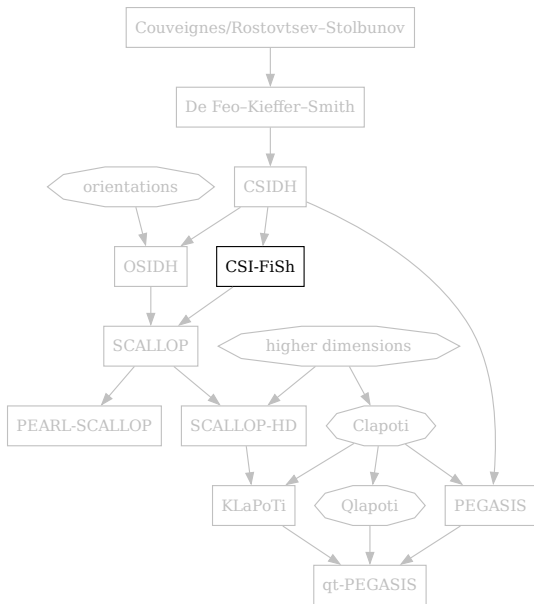 Couveignes/Rostovtsev–Stolbunov
De Feo–Kieffer–Smith
orientations
CSIDH
OSIDH
CSI-FiSh
SCALLOP
higher dimensions
PEARL-SCALLOP
SCALLOP-HD
Clapoti
KLaPoTi
Qlapoti
PEGASIS
qt-PEGASIS